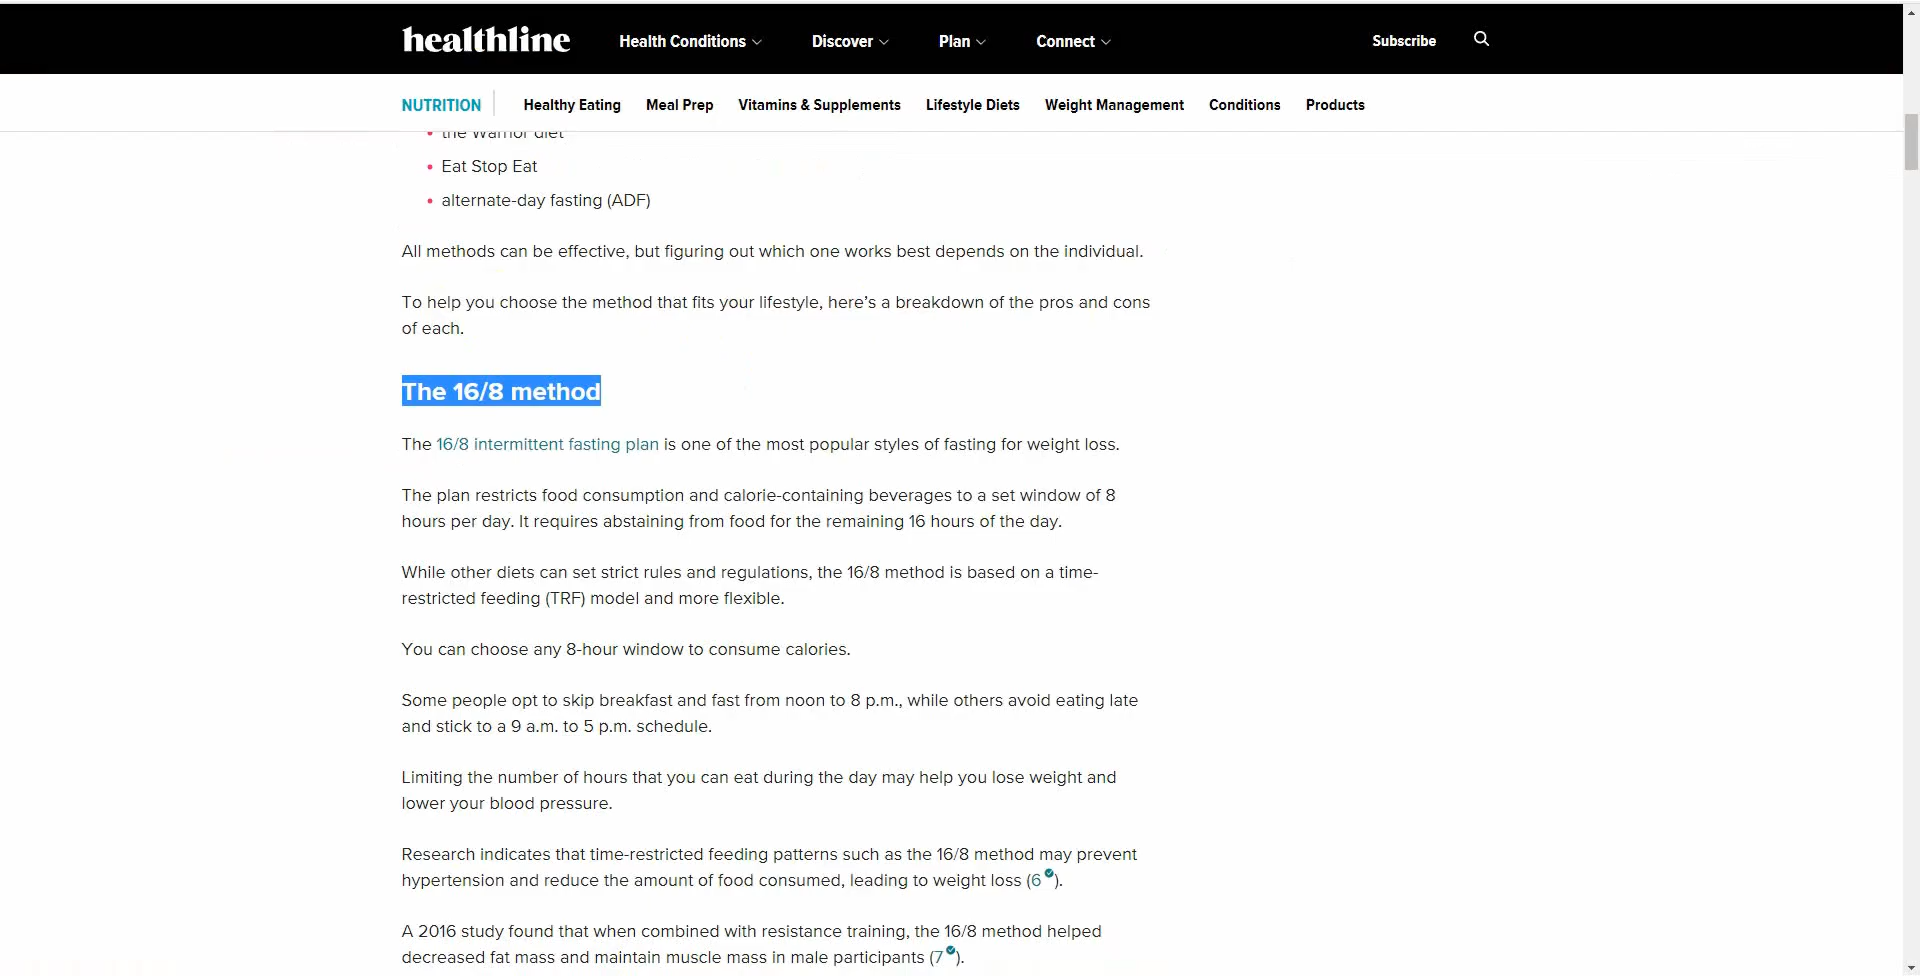 healthline
Health Conditions
Discover
Plan
Connect
Subscribe
NUTRITION
Healthy Eating
Meal Prep
Vitamins & Supplements
Lifestyle Diets
Weight Management
Conditions
Products
the Warrior diet
Eat Stop Eat
alternate-day fasting (ADF)
All methods can be effective, but figuring out which one works best depends on the individual.
To help you choose the method that fits your lifestyle, here’s a breakdown of the pros and cons
of each.
The 16/8 method
The 16/8 intermittent fasting plan is one of the most popular styles of fasting for weight loss.
The plan restricts food consumption and calorie-containing beverages to a set window of 8
hours per day. It requires abstaining from food for the remaining 16 hours of the day.
While other diets can set strict rules and regulations, the 16/8 method is based on a time-
restricted feeding (TRF) model and more flexible.
You can choose any 8-hour window to consume calories.
Some people opt to skip breakfast and fast from noon to 8 p.m., while others avoid eating late
and stick to a 9 a.m. to 5 p.m. schedule.
Limiting the number of hours that you can eat during the day may help you lose weight and
lower your blood pressure.
Research indicates that time-restricted feeding patterns such as the 16/8 method may prevent
hypertension and reduce the amount of food consumed, leading to weight loss (6).
A 2016 study found that when combined with resistance training, the 16/8 method helped
decreased fat mass and maintain muscle mass in male participants (7).